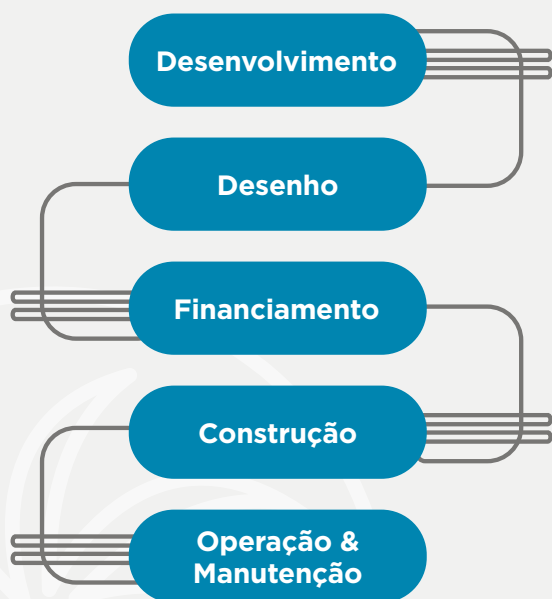 Desenvolvimento
Desenho
Financiamento
Construção
Operação &
Manutenção